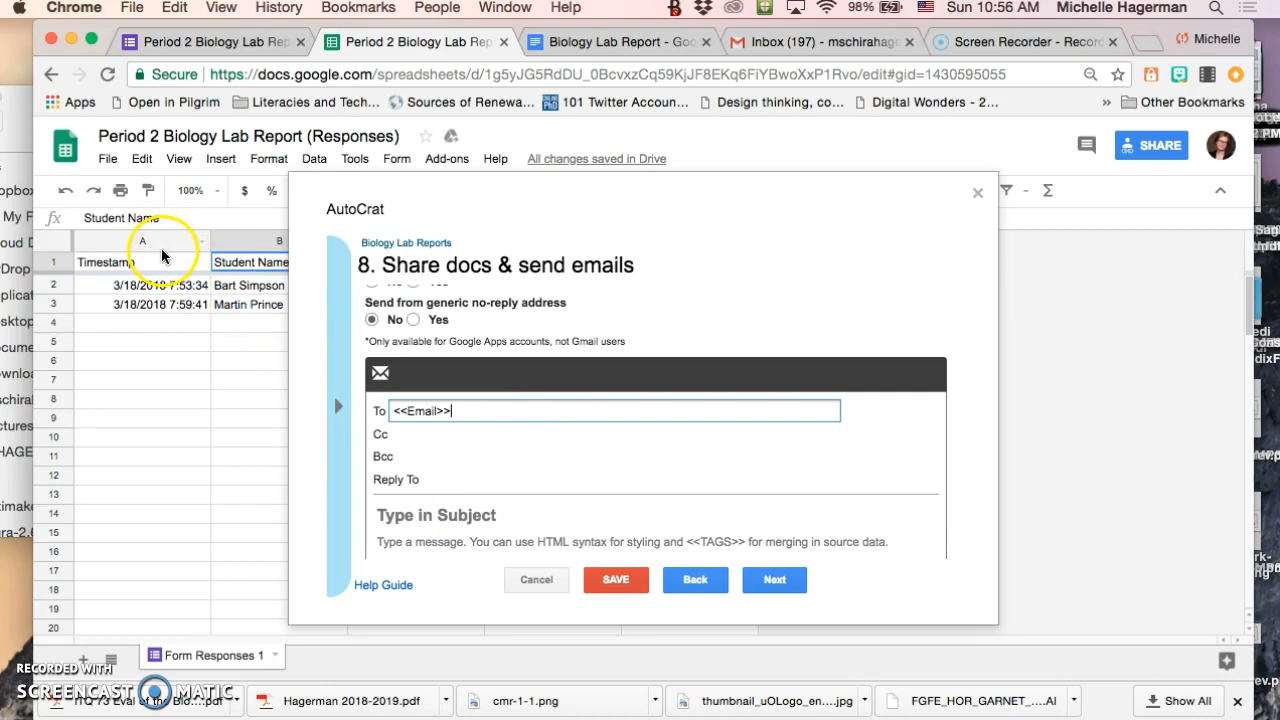 Chrome File Edit View History Bookmarks People Window Help 98% Sun 10:56 AM Michelle Hagerman
Period 2 Biology Lab Rep × Period 2 Biology Lab Rep × Biology Lab Report - Goo × Inbox (197) - mschirahage × Screen Recorder - Record × Michelle
Secure https://docs.google.com/spreadsheets/d/1g5yJG5RdDU_0BcvxzCq59KjJF8EKq6FiYBwoXxP1Rvo/edit#gid=1430595055
Apps Open in Pilgrim Literacies and Tech... Sources of Renewa... 101 Twitter Accoun... Design thinking, co... Digital Wonders - 2... » Other Bookmarks
Period 2 Biology Lab Report (Responses)
File Edit View Insert Format Data Tools Form Add-ons Help All changes saved in Drive
SHARE
100% $ % Σ
fx Student Name
A B
1 Timestamp Student Name
2 3/18/2018 7:53:34 Bart Simpson
3 3/18/2018 7:59:41 Martin Prince
4
5
6
7
8
9
10
11
12
13
14
15
16
17
18
19
20
AutoCrat ×
Biology Lab Reports
8. Share docs & send emails
Send from generic no-reply address
No Yes
*Only available for Google Apps accounts, not Gmail users
To <<Email>>
Cc
Bcc
Reply To
Type in Subject
Type a message. You can use HTML syntax for styling and <<TAGS>> for merging in source data.
Help Guide Cancel SAVE Back Next
+ Form Responses 1
RECORDED WITH
SCREENCAST MATIC
Hagerman 2018-2019.pdf cmr-1-1.png thumbnail_uOLogo_en....jpg FGFE_HOR_GARNET_....AI Show All ×